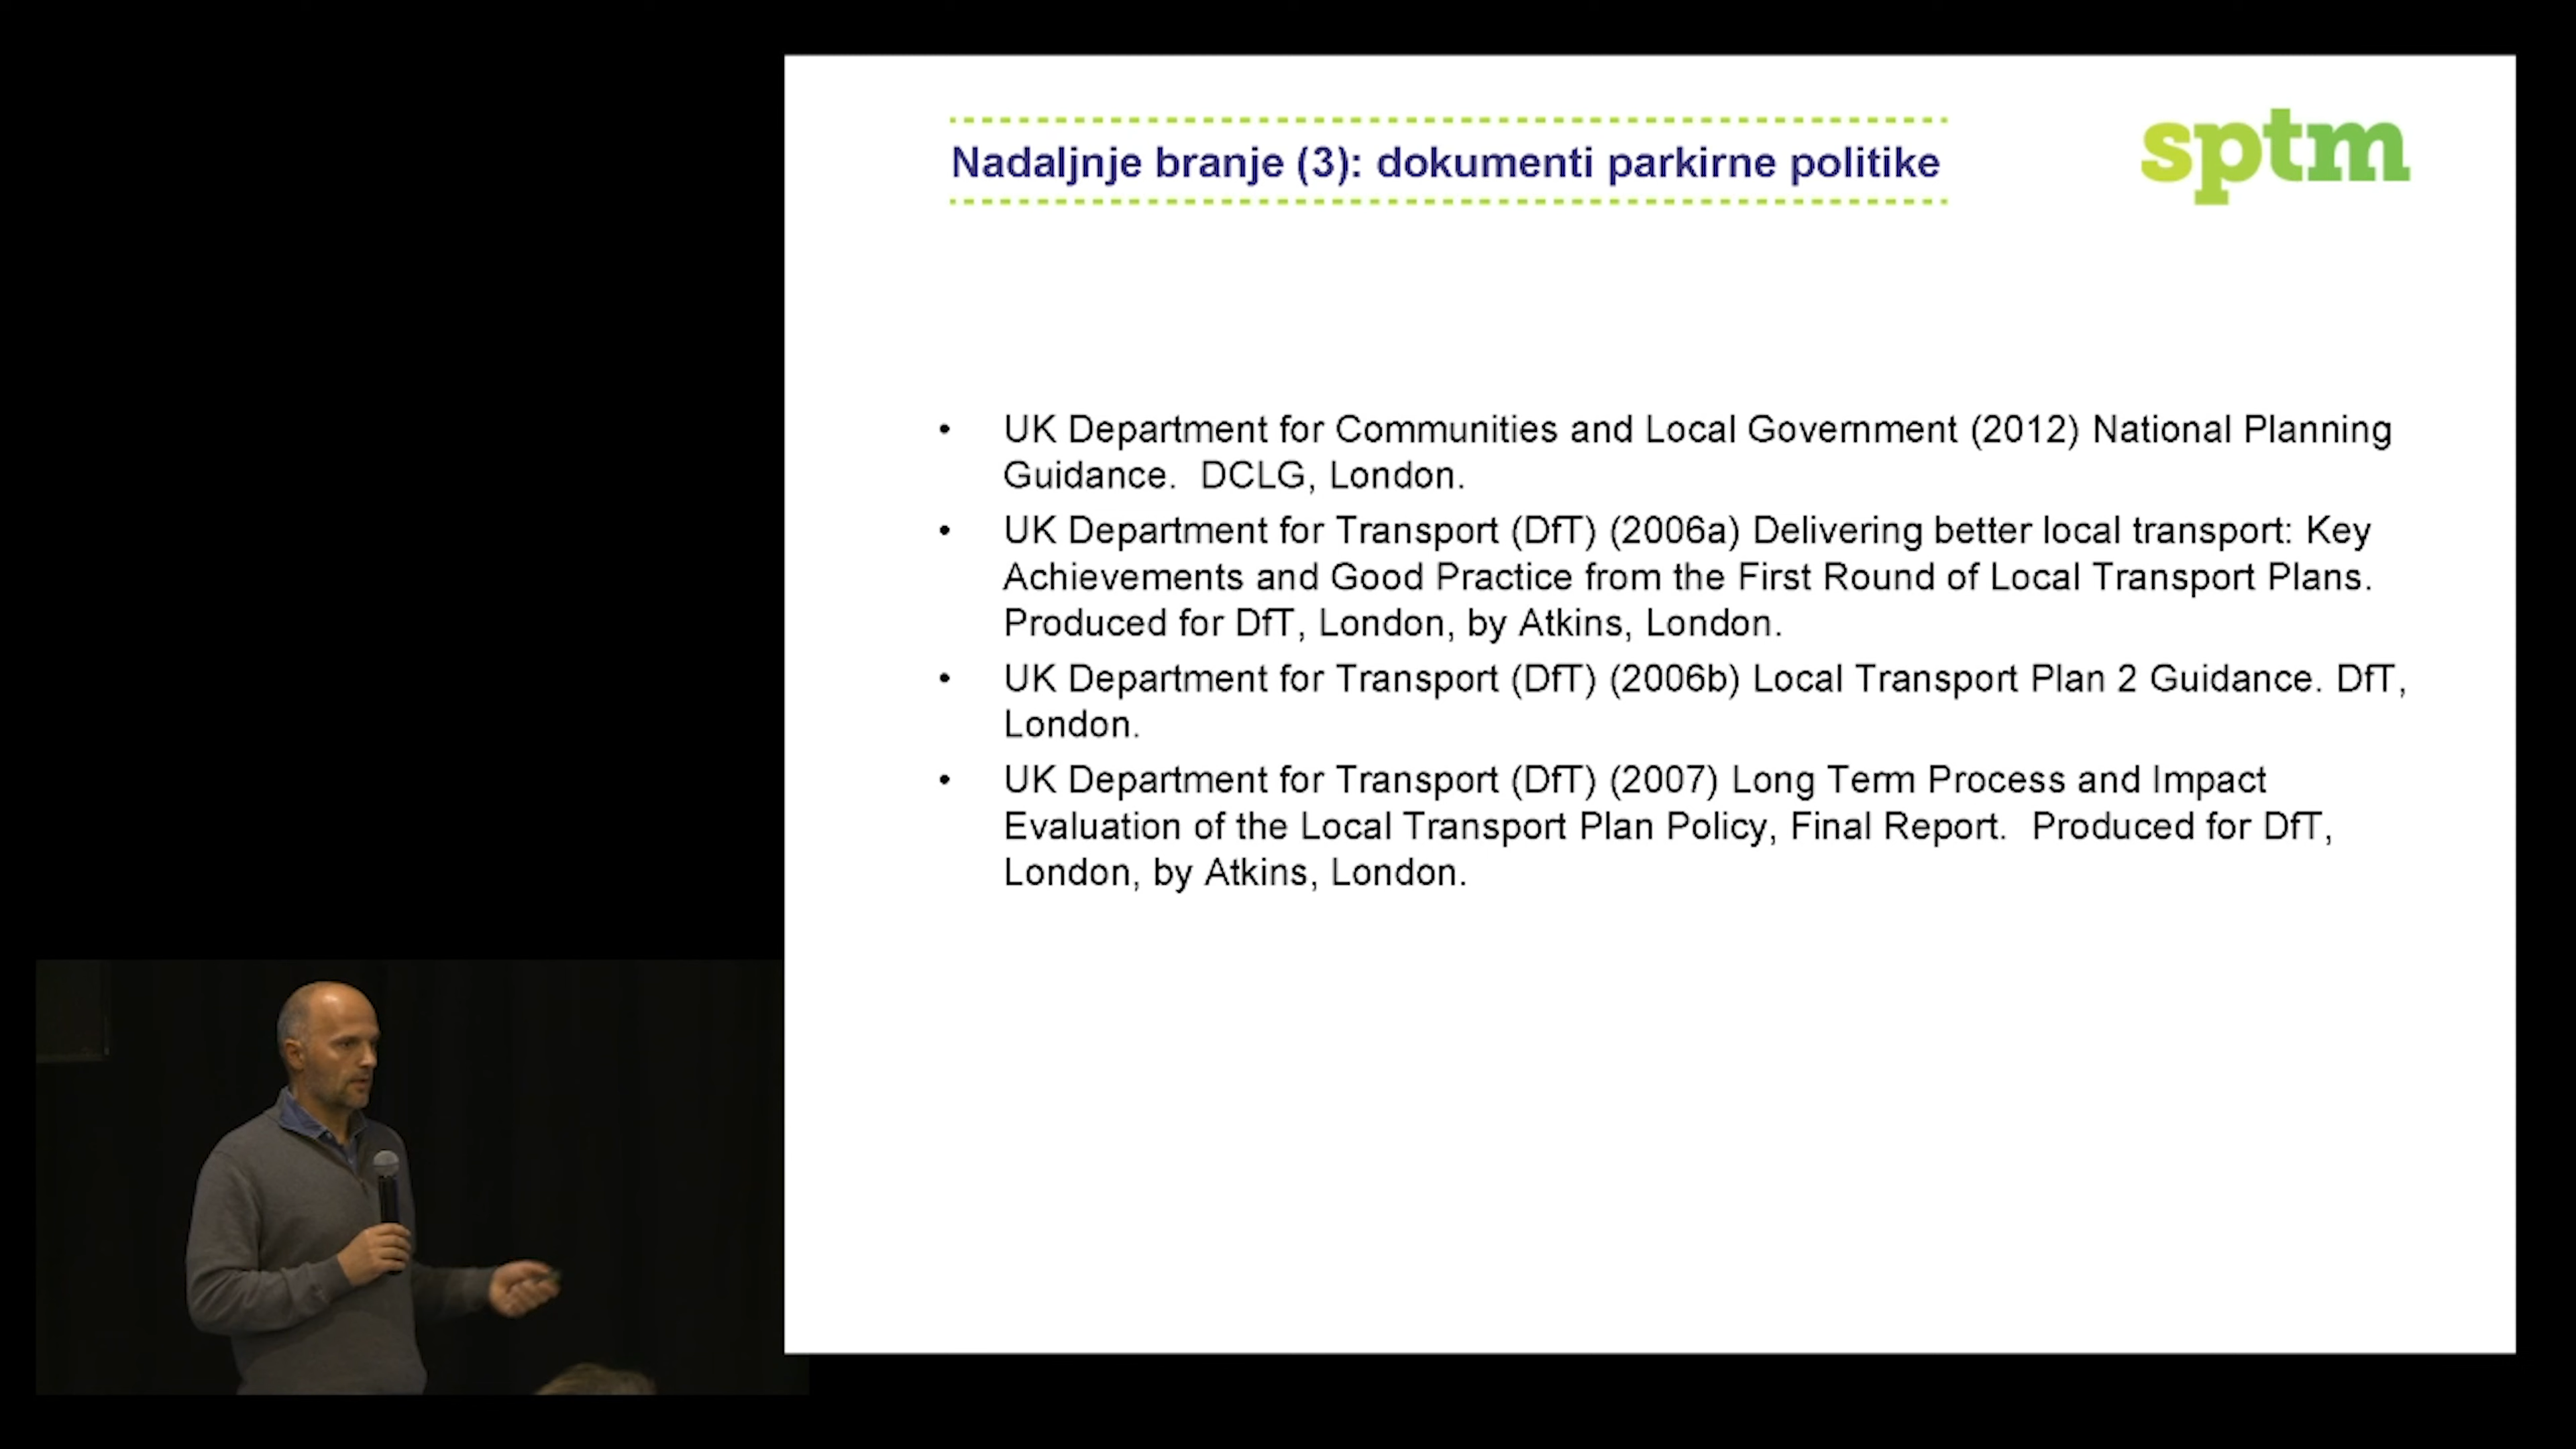 Nadaljnje branje (3): dokumenti parkirne politike
sptm
• UK Department for Communities and Local Government (2012) National Planning
Guidance.  DCLG, London.
• UK Department for Transport (DfT) (2006a) Delivering better local transport: Key
Achievements and Good Practice from the First Round of Local Transport Plans.
Produced for DfT, London, by Atkins, London.
• UK Department for Transport (DfT) (2006b) Local Transport Plan 2 Guidance. DfT,
London.
• UK Department for Transport (DfT) (2007) Long Term Process and Impact
Evaluation of the Local Transport Plan Policy, Final Report.  Produced for DfT,
London, by Atkins, London.